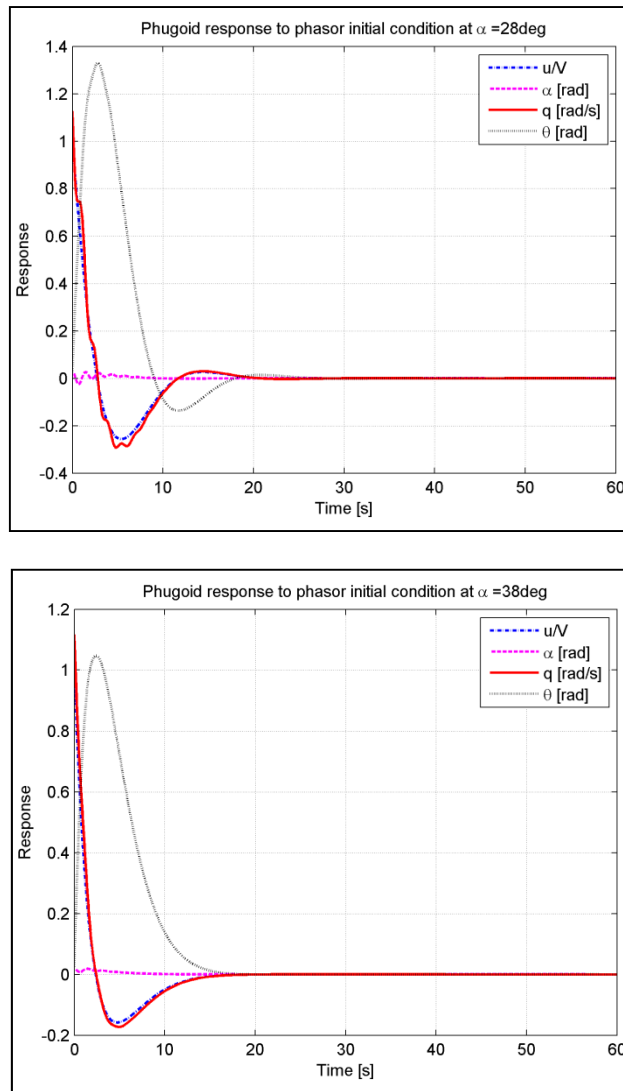 Phugoid response to phasor initial condition at α =28deg
1.4
1.2
1
0.8
0.6
0.4
0.2
0
-0.2
-0.4
Response
u/V
α [rad]
q [rad/s]
θ [rad]
0 10 20 30 40 50 60
Time [s]
Phugoid response to phasor initial condition at α =38deg
1.2
1
0.8
0.6
0.4
0.2
0
-0.2
Response
u/V
α [rad]
q [rad/s]
θ [rad]
0 10 20 30 40 50 60
Time [s]